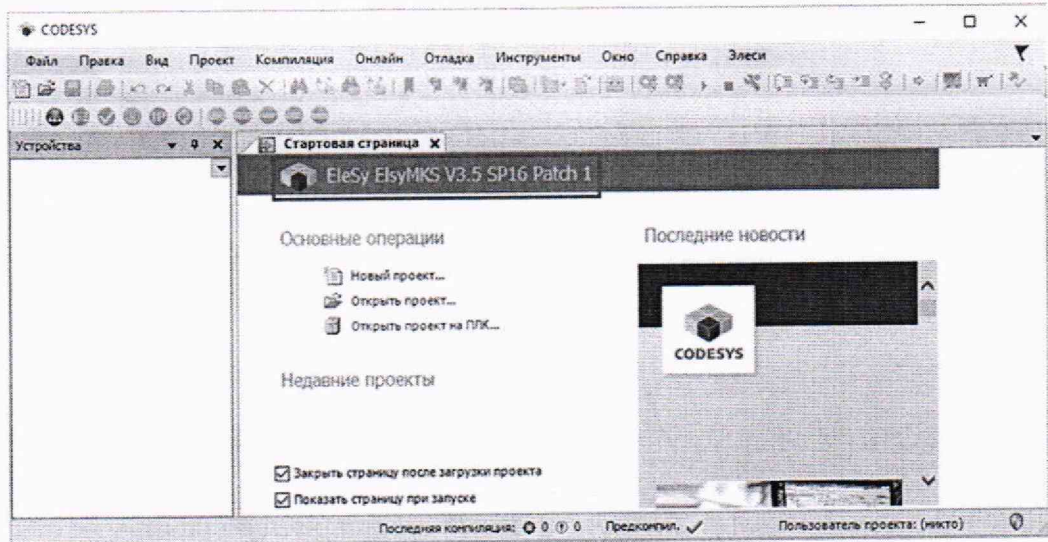 CODESYS
Файл Правка Вид Проект Компиляция Онлайн Отладка Инструменты Окно Справка Элеси
Устройства
Стартовая страница
EleSy ElsyMKS V3.5 SP16 Patch 1
Основные операции
Новый проект...
Открыть проект...
Открыть проект на ПЛК...
Недавние проекты
Закрыть страницу после загрузки проекта
Показать страницу при запуске
Последние новости
CODESYS
Последняя компиляция: 0 0 Предкомпил. Пользователь проекта: (никто)